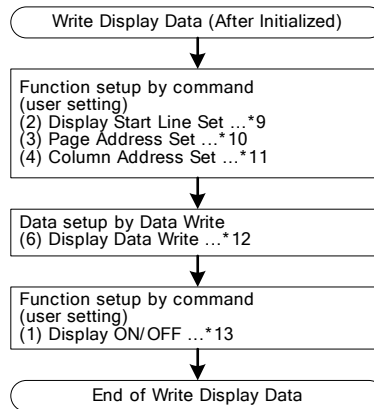 Write Display Data (After Initialized)
Function setup by command
(user setting)
(2) Display Start Line Set ...*9
(3) Page Address Set ...*10
(4) Column Address Set ...*11
Data setup by Data Write
(6) Display Data Write ...*12
Function setup by command
(user setting)
(1) Display ON/OFF ...*13
End of Write Display Data